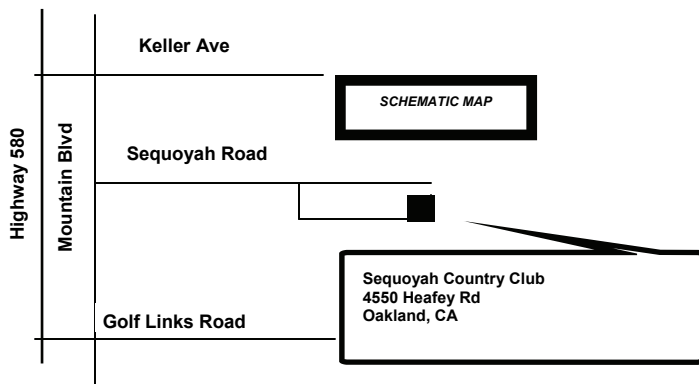 Keller Ave
SCHEMATIC MAP
Highway 580
Mountain Blvd
Sequoyah Road
Sequoyah Country Club
4550 Heafey Rd
Oakland, CA
Golf Links Road